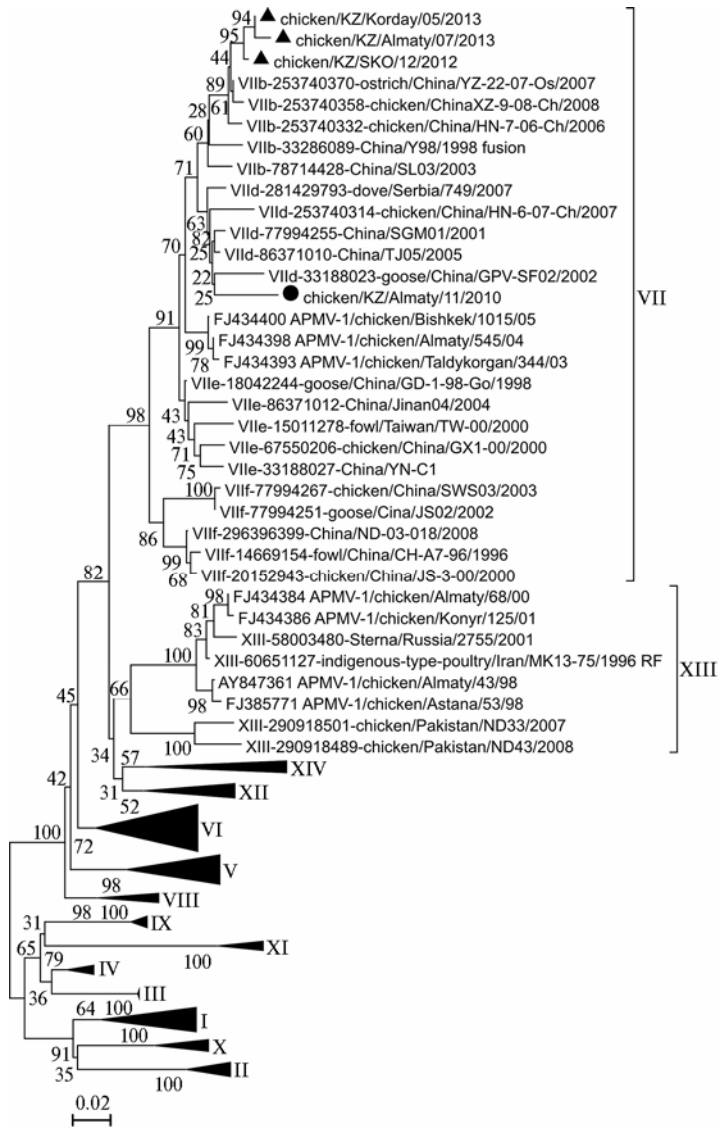 94
chicken/KZ/Korday/05/2013
95
chicken/KZ/Almaty/07/2013
44
chicken/KZ/SKO/12/2012
89
VIIb-253740370-ostrich/China/YZ-22-07-Os/2007
28
61
VIIb-253740358-chicken/ChinaXZ-9-08-Ch/2008
60
VIIb-253740332-chicken/China/HN-7-06-Ch/2006
VIIb-33286089-China/Y98/1998 fusion
71
VIIb-78714428-China/SL03/2003
VIId-281429793-dove/Serbia/749/2007
63
VIId-253740314-chicken/China/HN-6-07-Ch/2007
82
VIId-77994255-China/SGM01/2001
70
25
VIId-86371010-China/TJ05/2005
22
VIId-33188023-goose/China/GPV-SF02/2002
25
chicken/KZ/Almaty/11/2010
VII
91
FJ434400 APMV-1/chicken/Bishkek/1015/05
99
FJ434398 APMV-1/chicken/Almaty/545/04
78
FJ434393 APMV-1/chicken/Taldykorgan/344/03
VIIe-18042244-goose/China/GD-1-98-Go/1998
98
43
VIIe-86371012-China/Jinan04/2004
43
VIIe-15011278-fowl/Taiwan/TW-00/2000
71
VIIe-67550206-chicken/China/GX1-00/2000
75
VIIe-33188027-China/YN-C1
100
VIIf-77994267-chicken/China/SWS03/2003
VIIf-77994251-goose/Cina/JS02/2002
86
VIIf-296396399-China/ND-03-018/2008
99
VIIf-14669154-fowl/China/CH-A7-96/1996
82
68
VIIf-20152943-chicken/China/JS-3-00/2000
98
FJ434384 APMV-1/chicken/Almaty/68/00
81
FJ434386 APMV-1/chicken/Konyr/125/01
83
XIII-58003480-Sterna/Russia/2755/2001
100
XIII-60651127-indigenous-type-poultry/Iran/MK13-75/1996 RF
XIII
66
AY847361 APMV-1/chicken/Almaty/43/98
98
FJ385771 APMV-1/chicken/Astana/53/98
45
XIII-290918501-chicken/Pakistan/ND33/2007
100
XIII-290918489-chicken/Pakistan/ND43/2008
34
57
XIV
42
31
XII
52
VI
100
72
V
98
VIII
31
98
100
IX
65
XI
79
100
IV
36
III
64
100
I
100
X
91
35
II
100
0.02